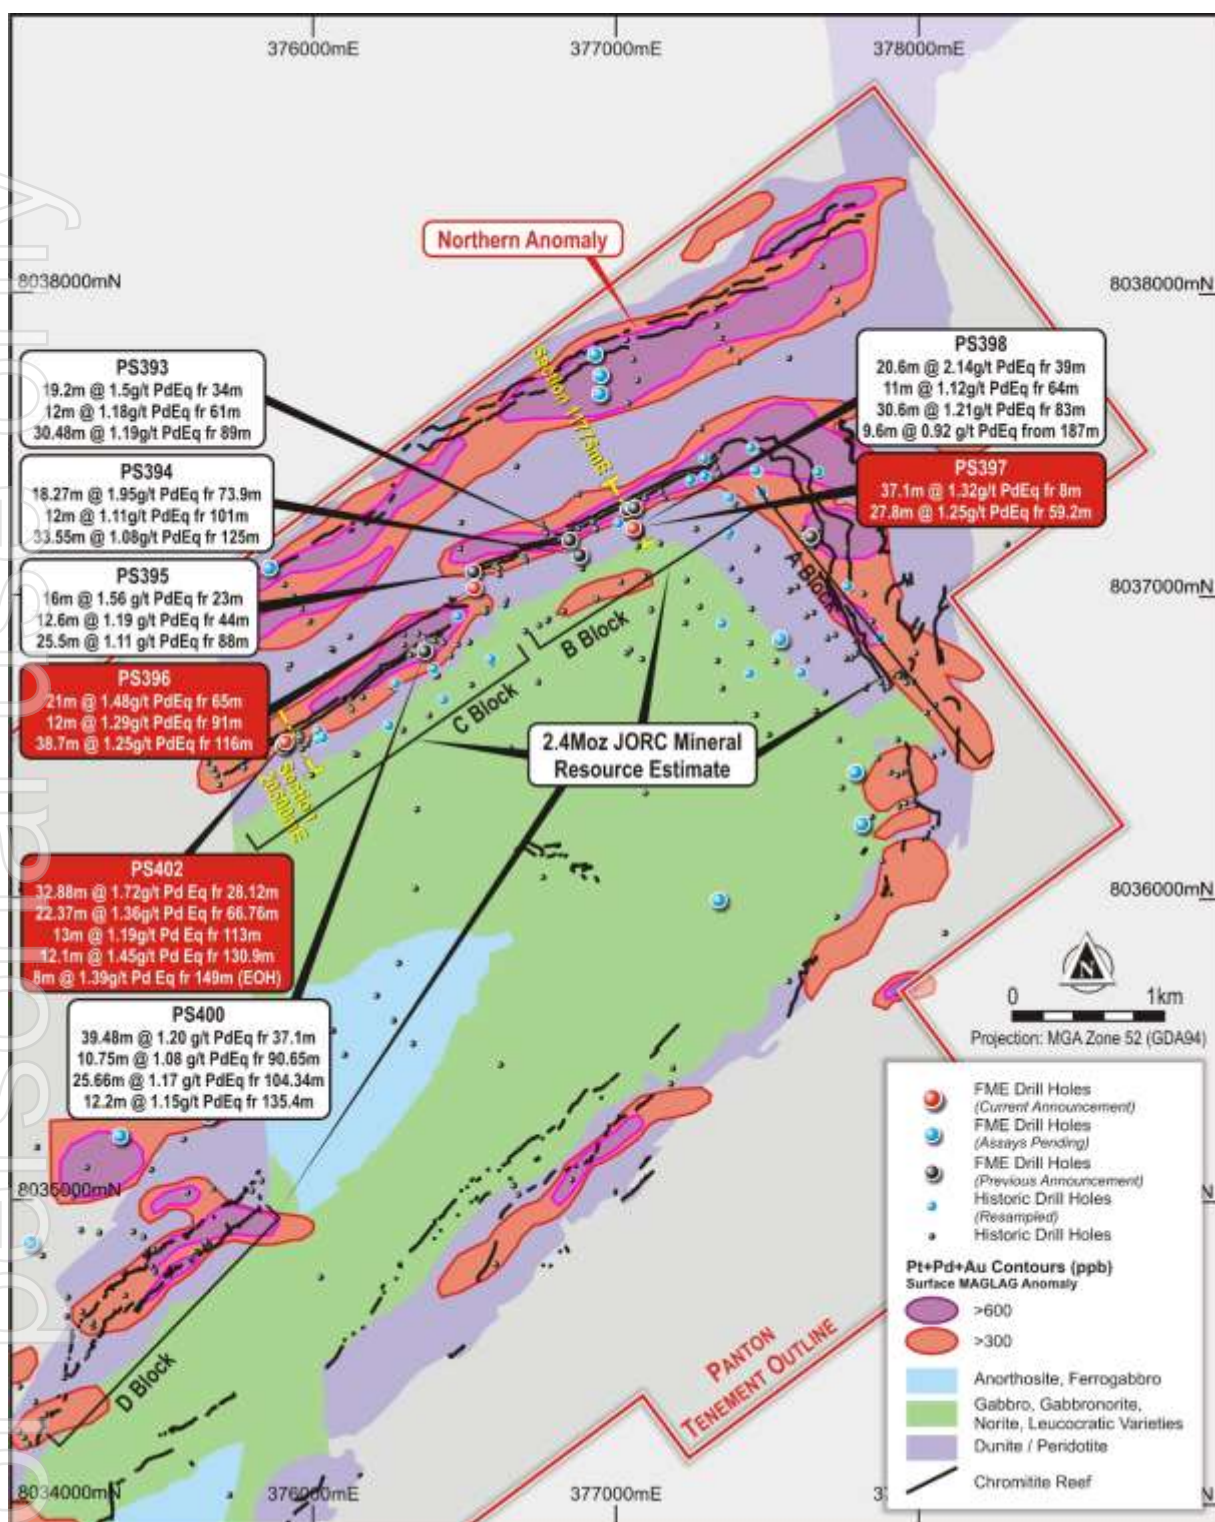 376000mE
377000mE
378000mE
Northern Anomaly
8038000mN
8038000mN
PS393
19.2m @ 1.5g/t PdEq fr 34m
12m @ 1.18g/t PdEq fr 61m
30.48m @ 1.19g/t PdEq fr 89m
Section 11775mE
PS398
20.6m @ 2.14g/t PdEq fr 39m
11m @ 1.12g/t PdEq fr 64m
30.6m @ 1.21g/t PdEq fr 83m
9.6m @ 0.92 g/t PdEq from 187m
PS394
18.27m @ 1.95g/t PdEq fr 73.9m
12m @ 1.11g/t PdEq fr 101m
33.55m @ 1.08g/t PdEq fr 125m
PS397
37.1m @ 1.32g/t PdEq fr 8m
27.8m @ 1.25g/t PdEq fr 59.2m
PS395
16m @ 1.56 g/t PdEq fr 23m
12.6m @ 1.19 g/t PdEq fr 44m
25.5m @ 1.11 g/t PdEq fr 88m
A Block
8037000mN
B Block
PS396
21m @ 1.48g/t PdEq fr 65m
12m @ 1.29g/t PdEq fr 91m
38.7m @ 1.25g/t PdEq fr 116m
C Block
2.4Moz JORC Mineral
Resource Estimate
Section
PS402
32.88m @ 1.72g/t Pd Eq fr 28.12m
22.37m @ 1.36g/t Pd Eq fr 66.76m
13m @ 1.19g/t Pd Eq fr 113m
12.1m @ 1.45g/t Pd Eq fr 130.9m
8m @ 1.39g/t Pd Eq fr 149m (EOH)
8036000mN
PS400
39.48m @ 1.20 g/t PdEq fr 37.1m
10.75m @ 1.08 g/t PdEq fr 90.65m
25.66m @ 1.17 g/t PdEq fr 104.34m
12.2m @ 1.15g/t PdEq fr 135.4m
N
0 1km
Projection: MGA Zone 52 (GDA94)
8035000mN
D Block
PANTON
TENEMENT OUTLINE
FME Drill Holes
(Current Announcement)
FME Drill Holes
(Assays Pending)
FME Drill Holes
(Previous Announcement)
Historic Drill Holes
(Resampled)
Historic Drill Holes
Pt+Pd+Au Contours (ppb)
Surface MAGLAG Anomaly
>600
>300
Anorthosite, Ferrogabbro
Gabbro, Gabbronorite,
Norite, Leucocratic Varieties
Dunite / Peridotite
Chromitite Reef
8034000mN
376000mE
377000mE